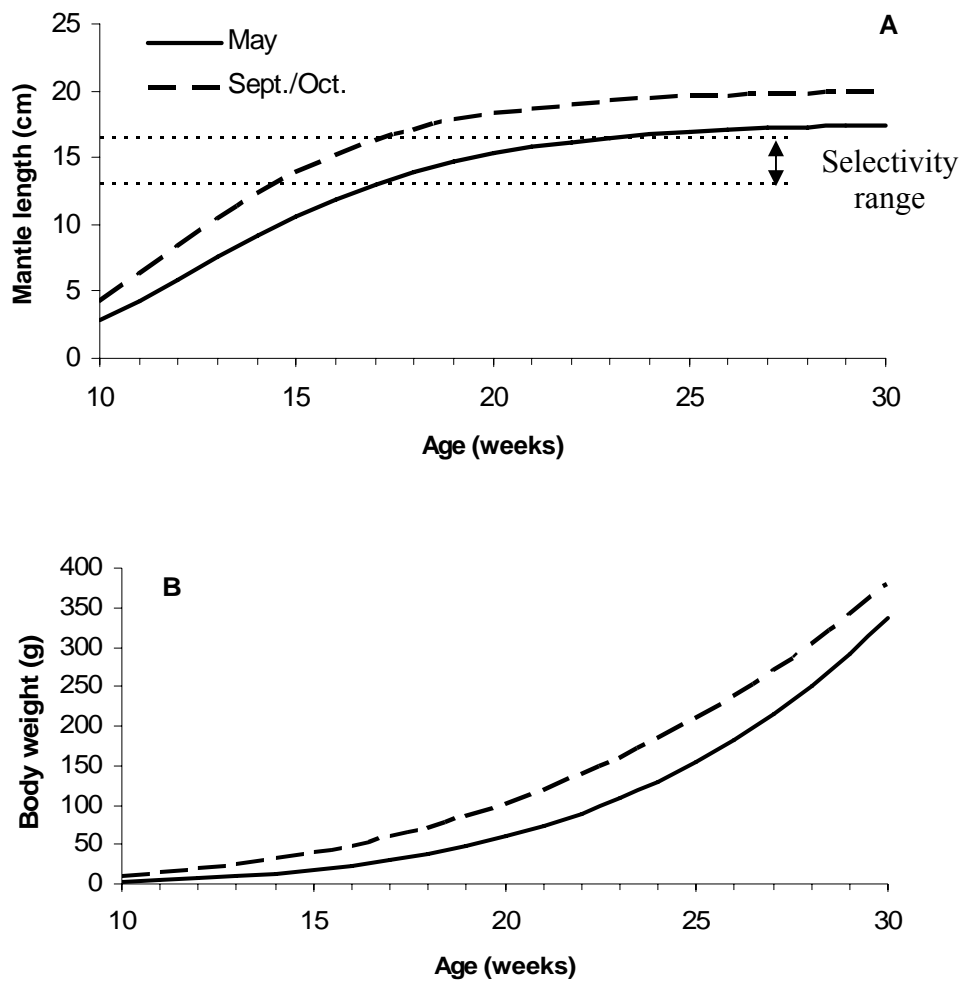 A
May
Sept./Oct.
25
20
15
10
5
0
Mantle length (cm)
Selectivity
range
10 15 20 25 30
Age (weeks)
B
400
350
300
250
200
150
100
50
0
Body weight (g)
10 15 20 25 30
Age (weeks)